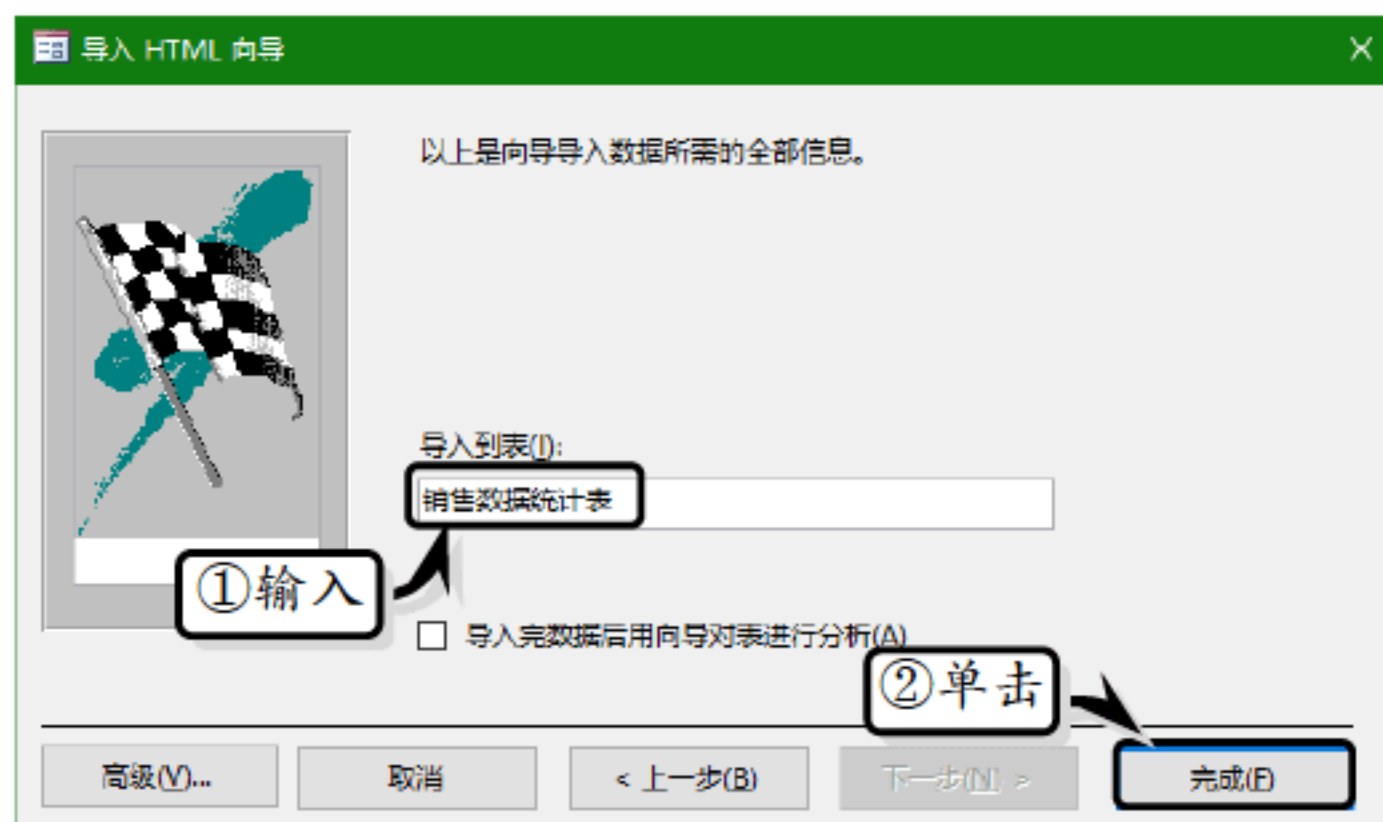 导入 HTML 向导
以上是向导导入数据所需的全部信息。
导入到表(I):
销售数据统计表
①输入
导入完数据后用向导对表进行分析(A)
②单击
高级(V)...
取消
< 上一步(B)
下一步(N) >
完成(F)